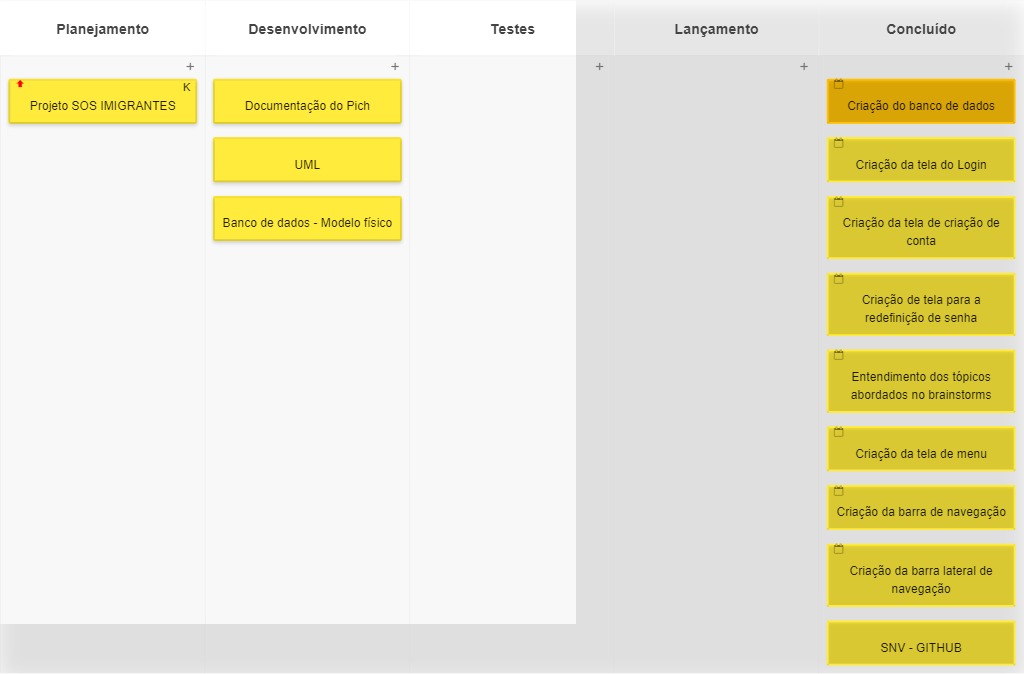 Planejamento
Desenvolvimento
Testes
Lançamento
Concluído
+
+
+
+
+
K
Projeto SOS IMIGRANTES
Documentação do Pich
UML
Banco de dados - Modelo físico
Criação do banco de dados
Criação da tela do Login
Criação da tela de criação de
conta
Criação de tela para a
redefinição de senha
Entendimento dos tópicos
abordados no brainstorms
Criação da tela de menu
Criação da barra de navegação
Criação da barra lateral de
navegação
SNV - GITHUB